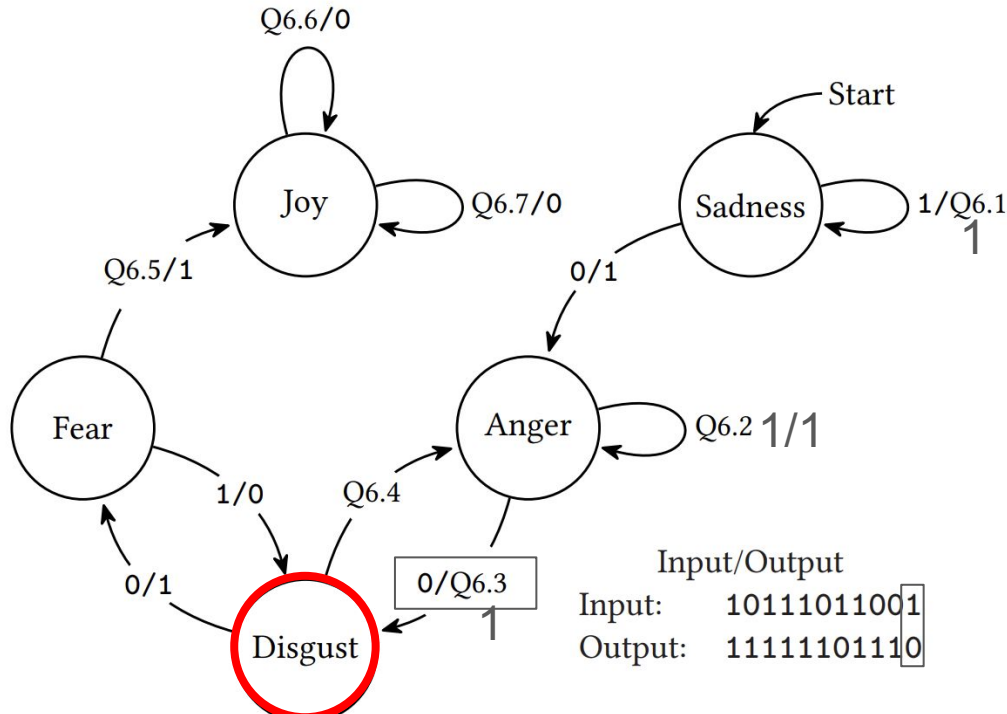 Q6.6/0
Start
Joy
Q6.7/0
Sadness
1/Q6.1
1
Q6.5/1
0/1
Fear
Anger
Q6.2 1/1
1/0
Q6.4
0/1
0/Q6.3
1
Disgust
Input/Output
Input: 10111011001
Output: 11111101110